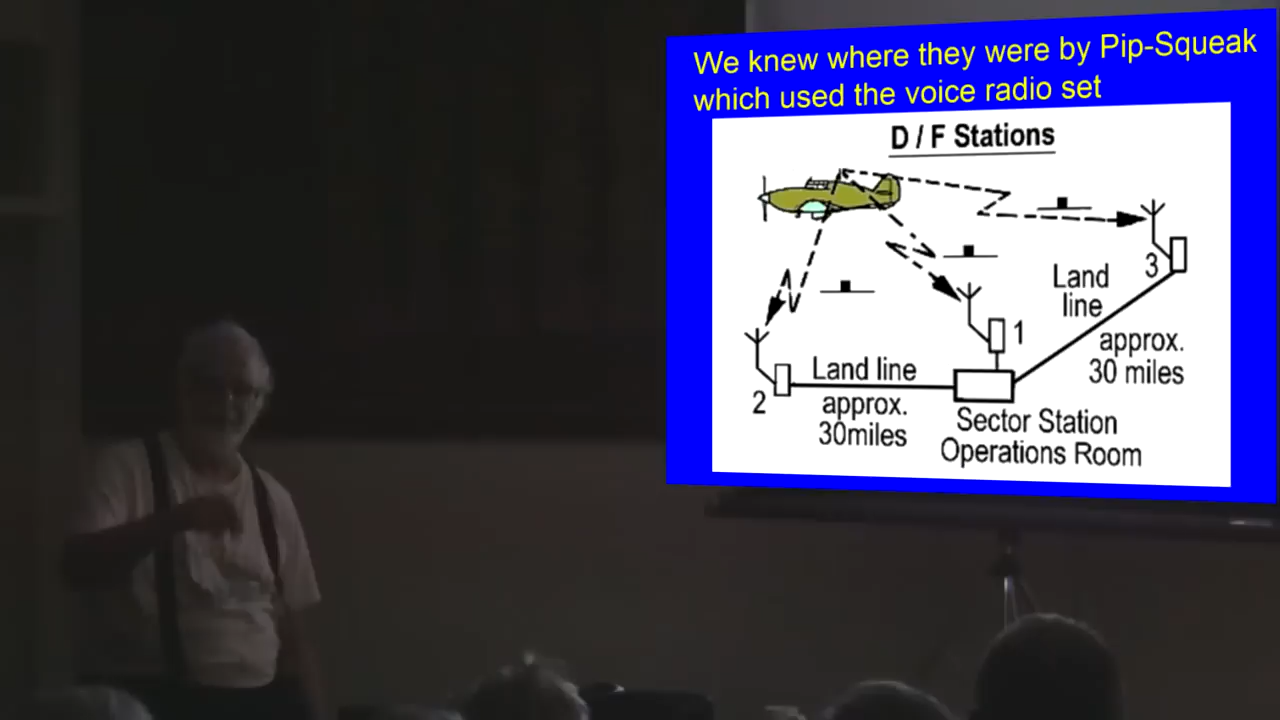 We knew where they were by Pip-Squeak
which used the voice radio set
D / F Stations
3
Land
line
approx.
30 miles
1
2
Land line
approx.
30miles
Sector Station
Operations Room